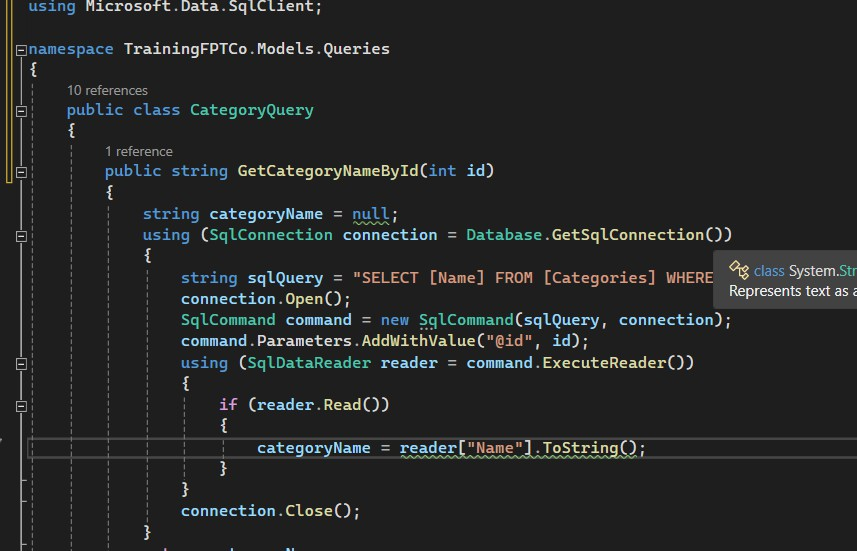 using Microsoft.Data.SqlClient;
namespace TrainingFPTCo.Models.Queries
{
10 references
public class CategoryQuery
{
1 reference
public string GetCategoryNameById(int id)
{
string categoryName = null;
using (SqlConnection connection = Database.GetSqlConnection())
{
string sqlQuery = "SELECT [Name] FROM [Categories] WHERE
class System.Str
Represents text as a
connection.Open();
SqlCommand command = new SqlCommand(sqlQuery, connection);
command.Parameters.AddWithValue("@id", id);
using (SqlDataReader reader = command.ExecuteReader())
{
if (reader.Read())
{
categoryName = reader["Name"].ToString();
}
}
connection.Close();
}